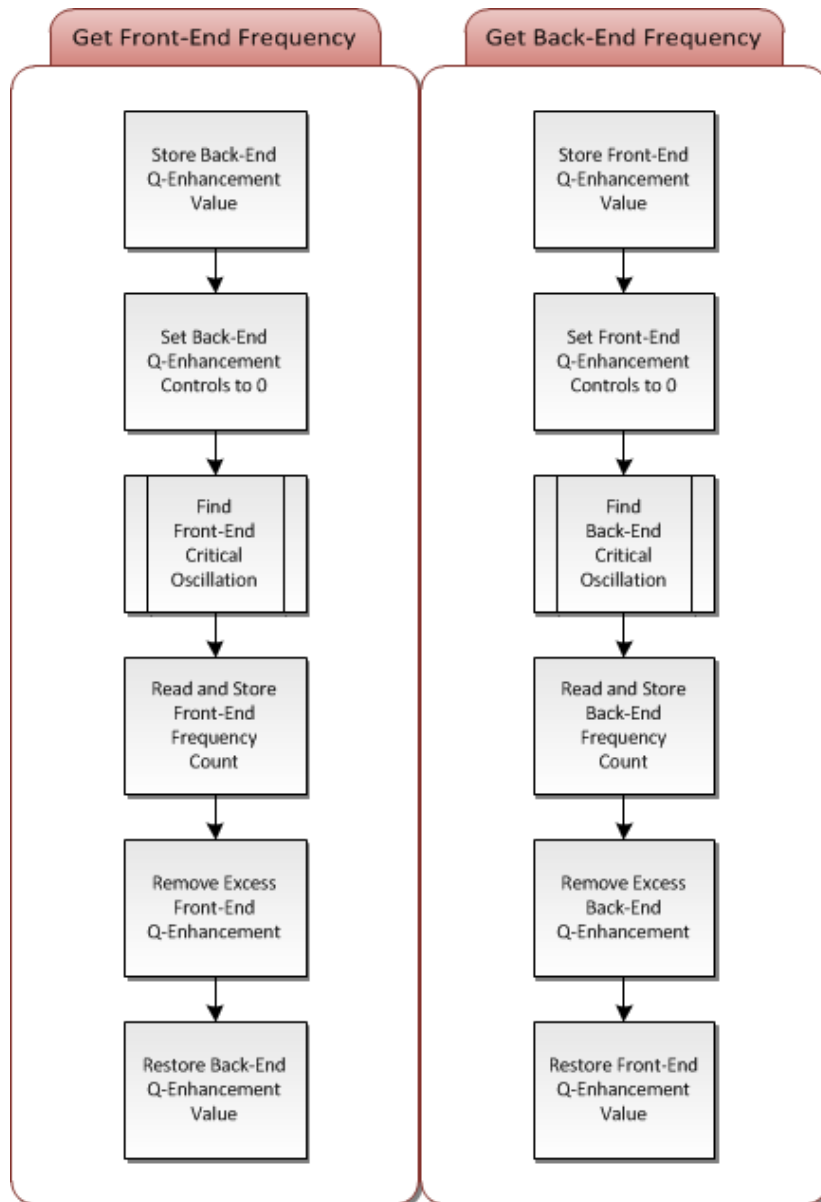 Get Front-End Frequency
Store Back-End
Q-Enhancement
Value
Set Back-End
Q-Enhancement
Controls to 0
Find
Front-End
Critical
Oscillation
Read and Store
Front-End
Frequency
Count
Remove Excess
Front-End
Q-Enhancement
Restore Back-End
Q-Enhancement
Value
Get Back-End Frequency
Store Front-End
Q-Enhancement
Value
Set Front-End
Q-Enhancement
Controls to 0
Find
Back-End
Critical
Oscillation
Read and Store
Back-End
Frequency
Count
Remove Excess
Back-End
Q-Enhancement
Restore Front-End
Q-Enhancement
Value